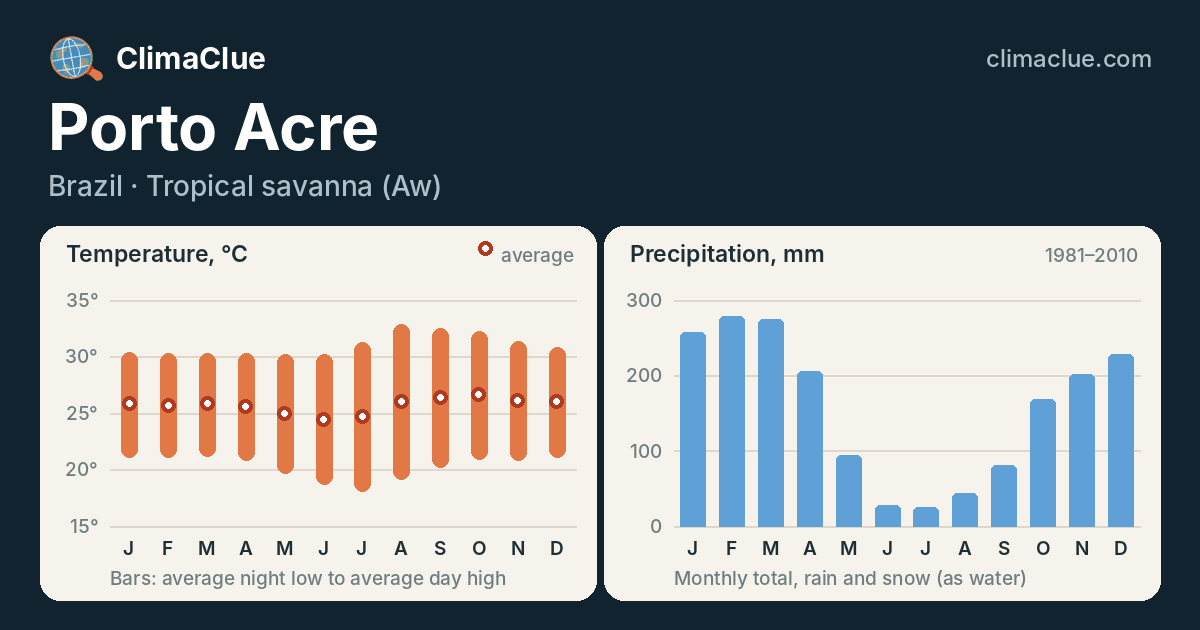 ClimaClue
climaclue.com
Porto Acre
Brazil · Tropical savanna (Aw)
Temperature, °C
average
35°
30°
25°
20°
15°
J F M A M J J A S O N D
Bars: average night low to average day high
Precipitation, mm
1981–2010
300
200
100
0
J F M A M J J A S O N D
Monthly total, rain and snow (as water)